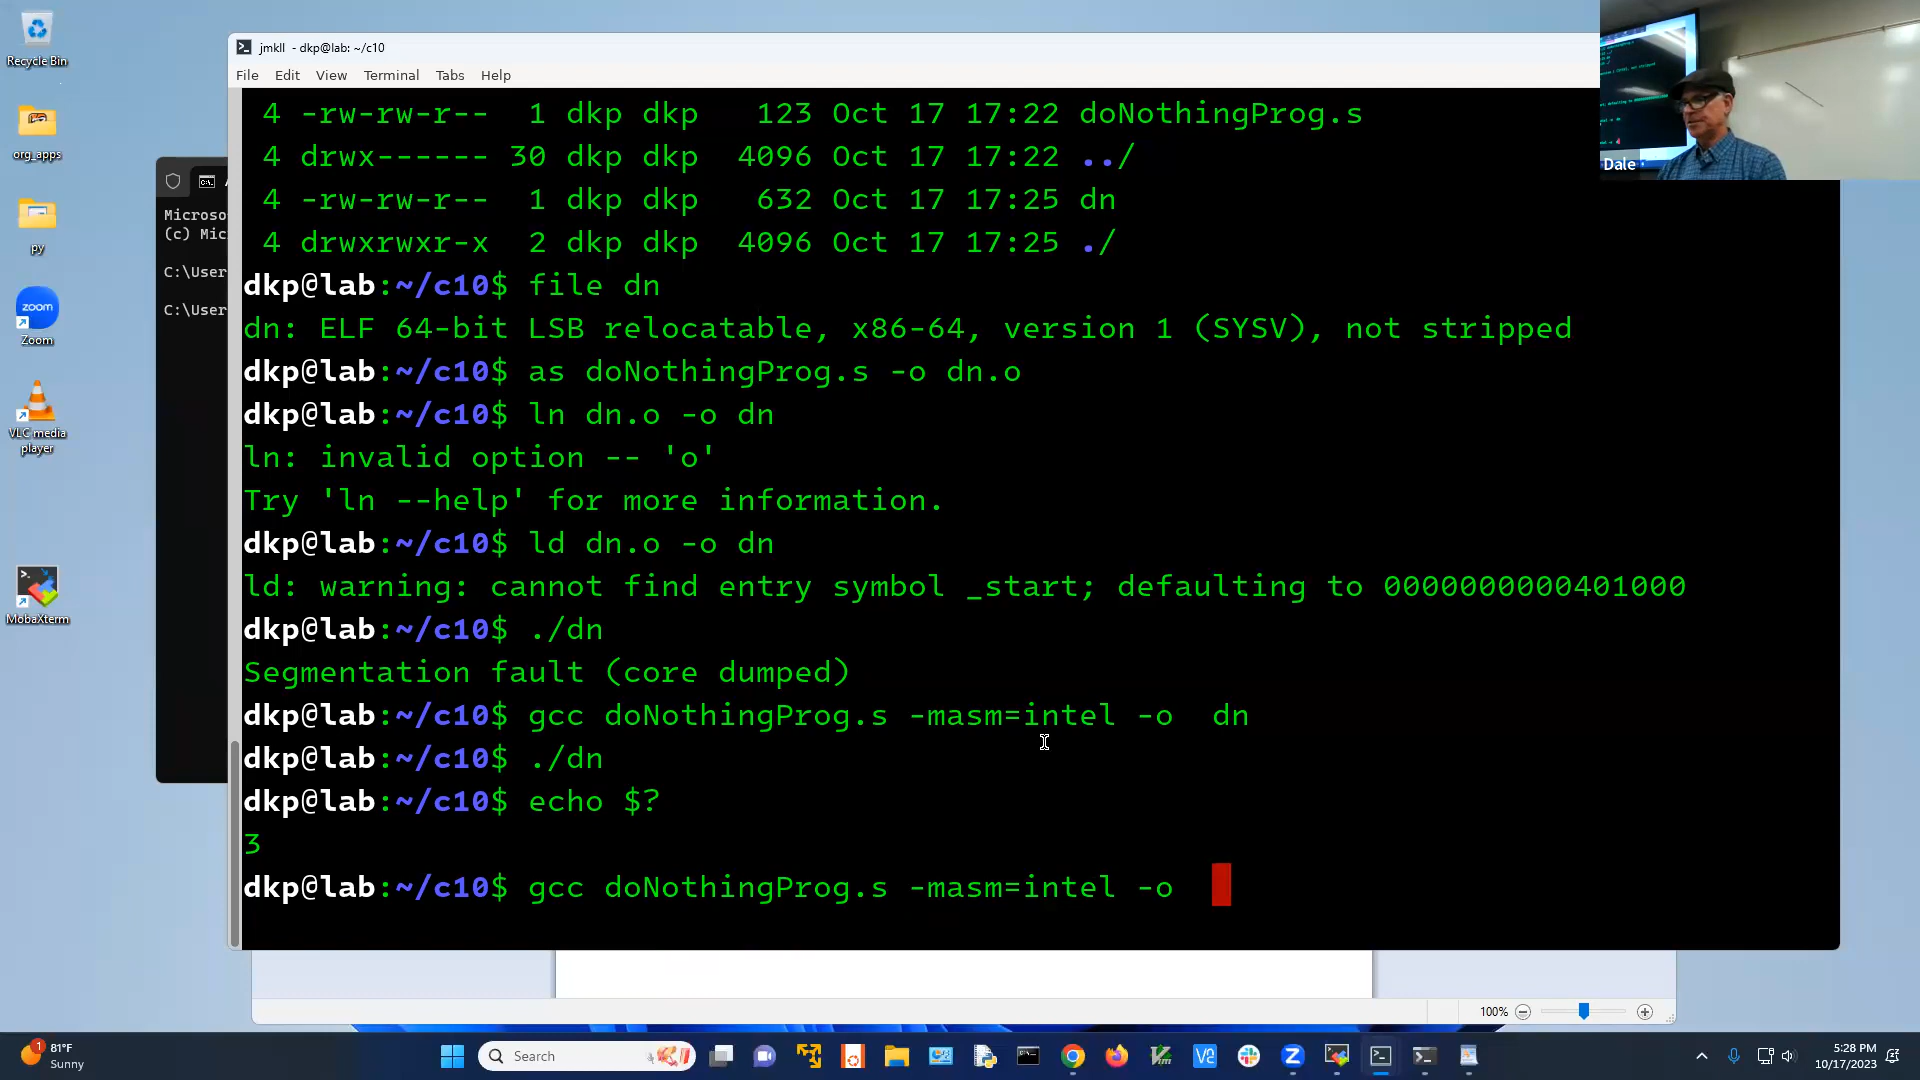 Recycle Bin
org_apps
py
zoom
Zoom
VLC media
player
MobaXterm
jmkll - dkp@lab: ~/c10
File Edit View Terminal Tabs Help
Microso
(c) Mic
C:\User
C:\User
4 -rw-rw-r-- 1 dkp dkp 123 Oct 17 17:22 doNothingProg.s
4 drwx------ 30 dkp dkp 4096 Oct 17 17:22 ../
4 -rw-rw-r-- 1 dkp dkp 632 Oct 17 17:25 dn
4 drwxrwxr-x 2 dkp dkp 4096 Oct 17 17:25 ./
dkp@lab:~/c10$ file dn
dn: ELF 64-bit LSB relocatable, x86-64, version 1 (SYSV), not stripped
dkp@lab:~/c10$ as doNothingProg.s -o dn.o
dkp@lab:~/c10$ ln dn.o -o dn
ln: invalid option -- 'o'
Try 'ln --help' for more information.
dkp@lab:~/c10$ ld dn.o -o dn
ld: warning: cannot find entry symbol _start; defaulting to 0000000000401000
dkp@lab:~/c10$ ./dn
Segmentation fault (core dumped)
dkp@lab:~/c10$ gcc doNothingProg.s -masm=intel -o  dn
dkp@lab:~/c10$ ./dn
dkp@lab:~/c10$ echo $?
3
dkp@lab:~/c10$ gcc doNothingProg.s -masm=intel -o
Dale
100%
1
81°F
Sunny
Search
5:28 PM
10/17/2023